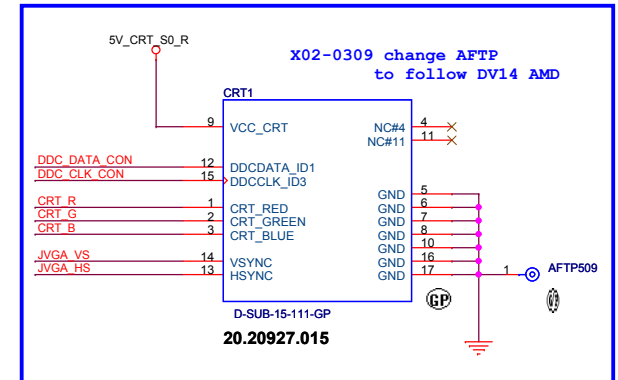 5V_CRT_S0_R
X02-0309 change AFTP
to follow DV14 AMD
CRT1
9 VCC_CRT NC#4 4
NC#11 11
DDC_DATA_CON 12 DDCDATA_ID1
DDC_CLK_CON 15 DDCCLK_ID3
GND 5
CRT_R 1 CRT_RED GND 6
CRT_G 2 CRT_GREEN GND 7
CRT_B 3 CRT_BLUE GND 8
GND 10
JVGA_VS 14 VSYNC GND 16
JVGA_HS 13 HSYNC GND 17 1 AFTP509
GP
D-SUB-15-111-GP
20.20927.015